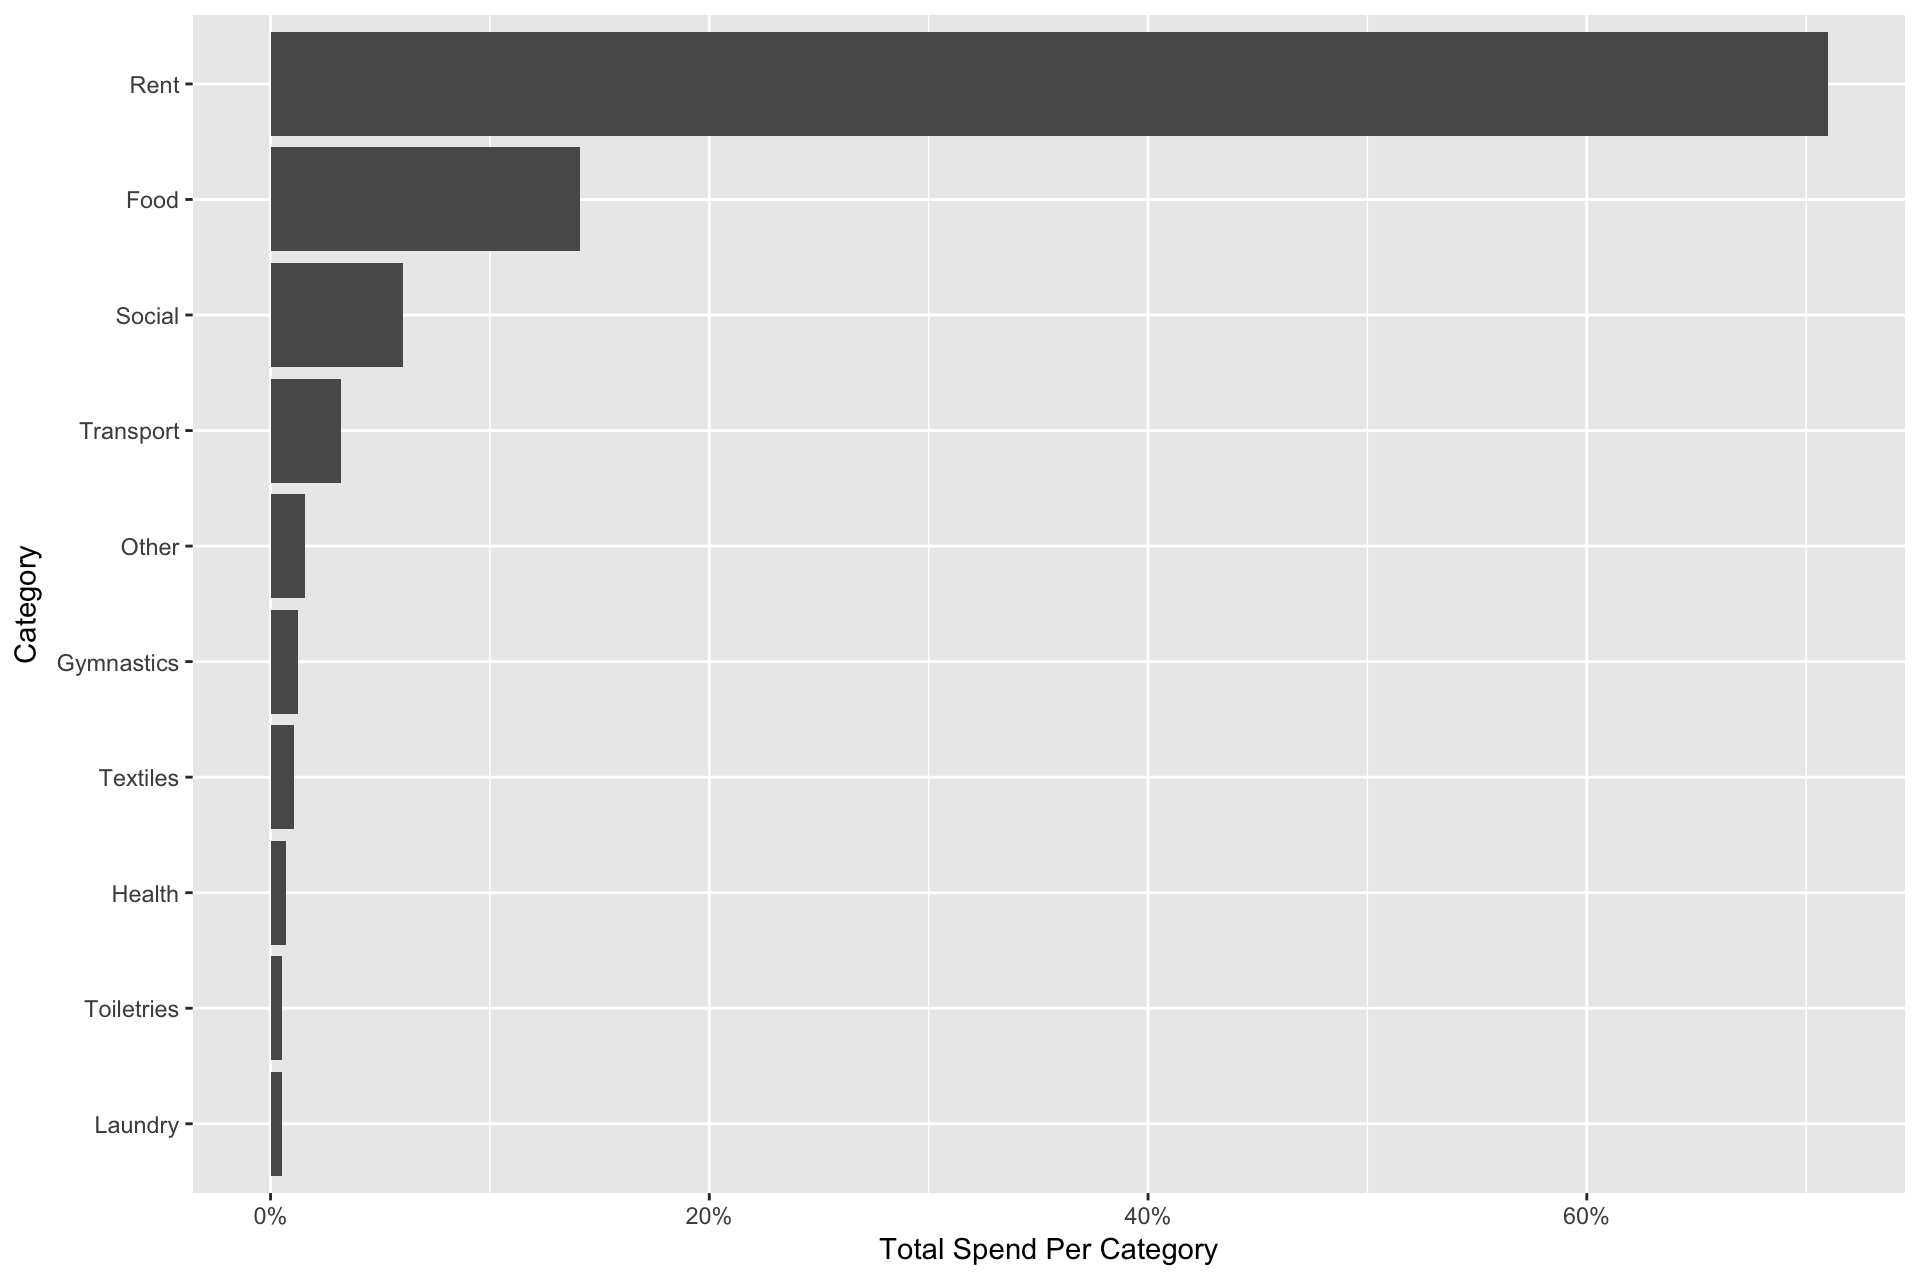 Rent
Food
Social
Transport
Other
Gymnastics
Textiles
Health
Toiletries
Laundry
Category
0% 20% 40% 60%
Total Spend Per Category